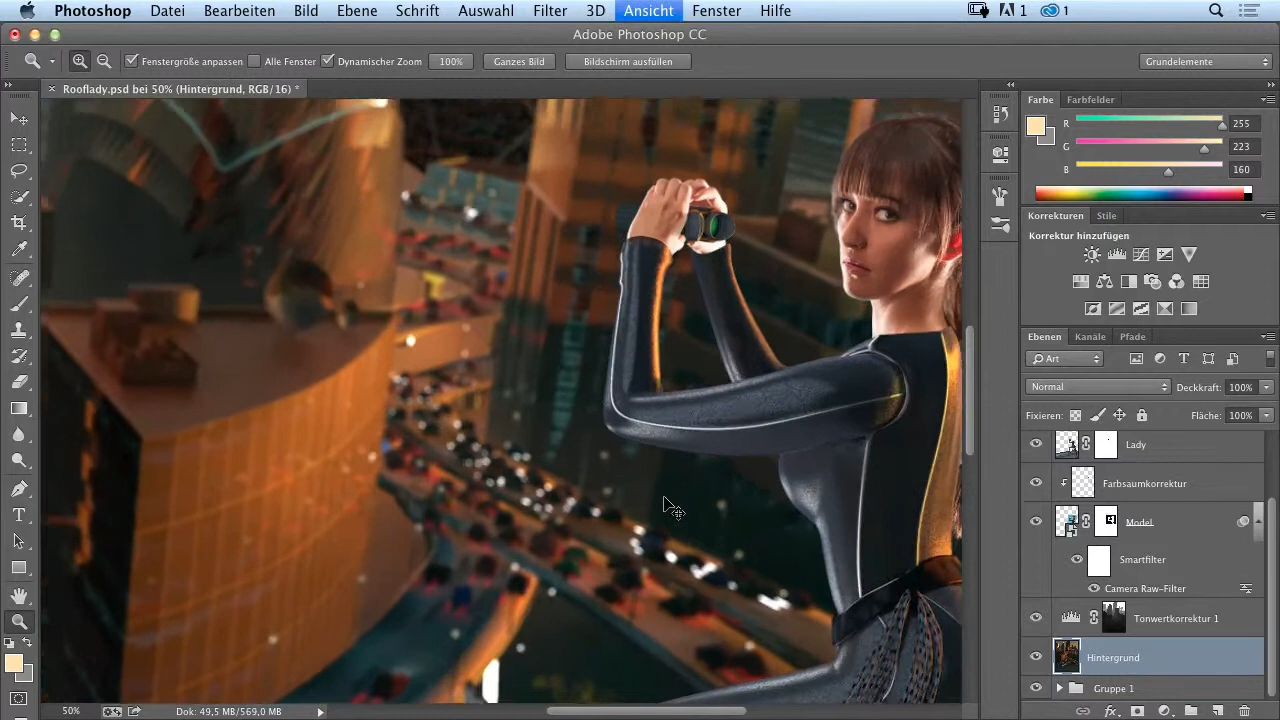 Photoshop Datei Bearbeiten Bild Ebene Schrift Auswahl Filter 3D Ansicht Fenster Hilfe 1 1
Adobe Photoshop CC
Fenstergröße anpassen Alle Fenster Dynamischer Zoom 100% Ganzes Bild Bildschirm ausfüllen Grundelemente
Rooflady.psd bei 50% (Hintergrund, RGB/16) *
Farbe Farbfelder
R 255
G 223
B 160
Korrekturen Stile
Korrektur hinzufügen
Ebenen Kanäle Pfade
Art
Normal Deckkraft: 100%
Fixieren: Fläche: 100%
Lady
Farbsaumkorrektur
Model
Smartfilter
Camera Raw-Filter
Tonwertkorrektur 1
Hintergrund
Gruppe 1
50% Dok: 49,5 MB/569,0 MB